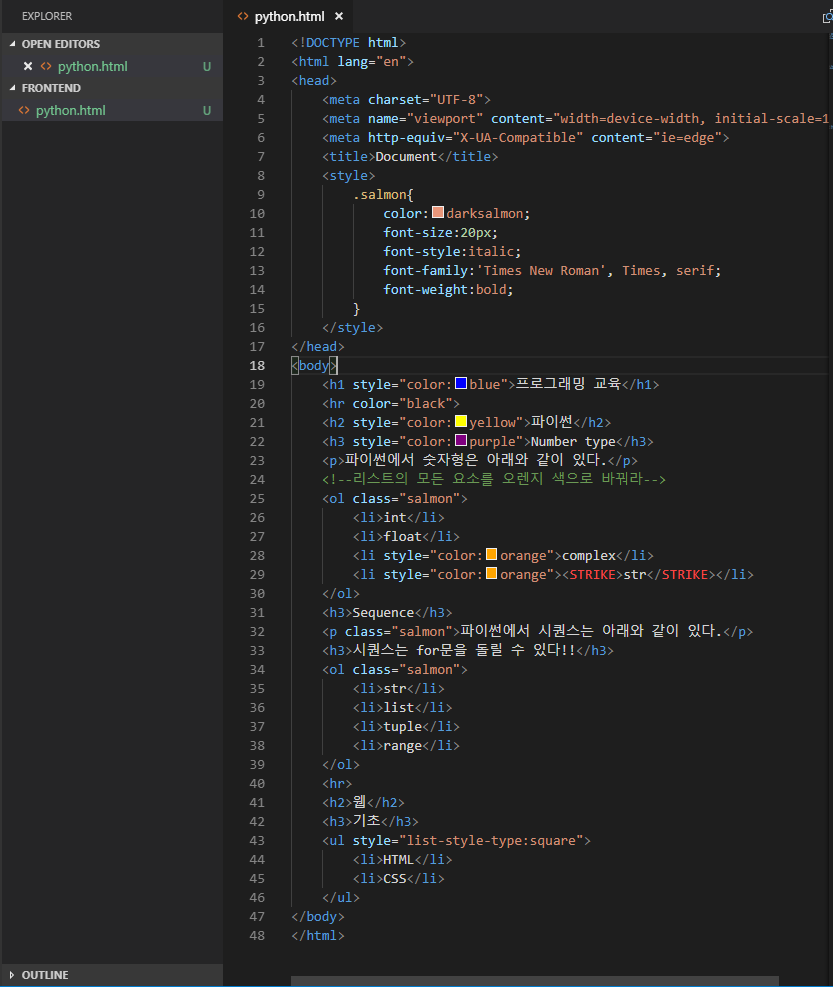 EXPLORER
OPEN EDITORS
python.html U
FRONTEND
python.html U
OUTLINE
python.html
1 <!DOCTYPE html>
2 <html lang="en">
3 <head>
4 <meta charset="UTF-8">
5 <meta name="viewport" content="width=device-width, initial-scale=1
6 <meta http-equiv="X-UA-Compatible" content="ie=edge">
7 <title>Document</title>
8 <style>
9 .salmon{
10 color:darksalmon;
11 font-size:20px;
12 font-style:italic;
13 font-family:'Times New Roman', Times, serif;
14 font-weight:bold;
15 }
16 </style>
17 </head>
18 <body>
19 <h1 style="color:blue">프로그래밍 교육</h1>
20 <hr color="black">
21 <h2 style="color:yellow">파이썬</h2>
22 <h3 style="color:purple">Number type</h3>
23 <p>파이썬에서 숫자형은 아래와 같이 있다.</p>
24 <!--리스트의 모든 요소를 오렌지 색으로 바꿔라-->
25 <ol class="salmon">
26 <li>int</li>
27 <li>float</li>
28 <li style="color:orange">complex</li>
29 <li style="color:orange"><STRIKE>str</STRIKE></li>
30 </ol>
31 <h3>Sequence</h3>
32 <p class="salmon">파이썬에서 시퀀스는 아래와 같이 있다.</p>
33 <h3>시퀀스는 for문을 돌릴 수 있다!!</h3>
34 <ol class="salmon">
35 <li>str</li>
36 <li>list</li>
37 <li>tuple</li>
38 <li>range</li>
39 </ol>
40 <hr>
41 <h2>웹</h2>
42 <h3>기초</h3>
43 <ul style="list-style-type:square">
44 <li>HTML</li>
45 <li>CSS</li>
46 </ul>
47 </body>
48 </html>